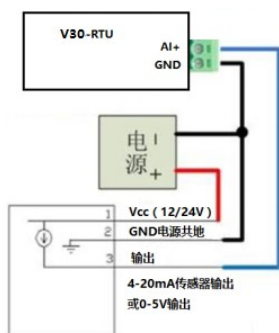 V30-RTU
AI+
GND
电源
I
+
1 Vcc（12/24V）
2 GND电源共地
3 输出
4-20mA传感器输出
或0-5V输出